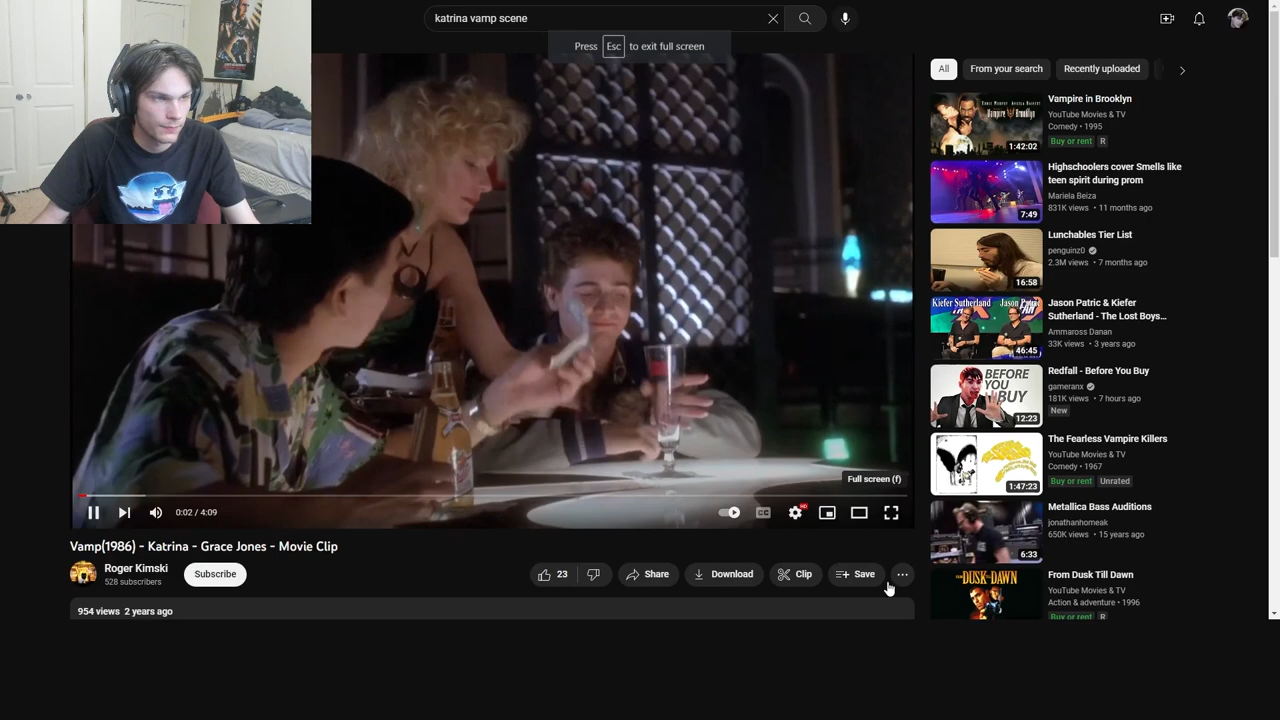 katrina vamp scene
Press Esc to exit full screen
All
From your search
Recently uploaded
Vampire in Brooklyn
YouTube Movies & TV
Comedy • 1995
Buy or rent
R
1:42:02
Highschoolers cover Smells like
teen spirit during prom
Mariela Beiza
831K views • 11 months ago
7:49
Lunchables Tier List
penguinz0
2.3M views • 7 months ago
16:58
Kiefer Sutherland
Jason Patric
Jason Patric & Kiefer
Sutherland - The Lost Boys...
Ammaross Danan
33K views • 3 years ago
46:45
BEFORE
YOU
BUY
Redfall - Before You Buy
gameranx
181K views • 7 hours ago
New
12:23
The Fearless Vampire Killers
YouTube Movies & TV
Comedy • 1967
Buy or rent
Unrated
1:47:23
Metallica Bass Auditions
jonathonhomeak
650K views • 15 years ago
6:33
FROM DUSK TILL DAWN
From Dusk Till Dawn
YouTube Movies & TV
Action & adventure • 1996
Buy or rent
R
Full screen (f)
0:02 / 4:09
CC
HD
Vamp(1986) - Katrina - Grace Jones - Movie Clip
Roger Kimski
528 subscribers
Subscribe
23
Share
Download
Clip
Save
954 views 2 years ago